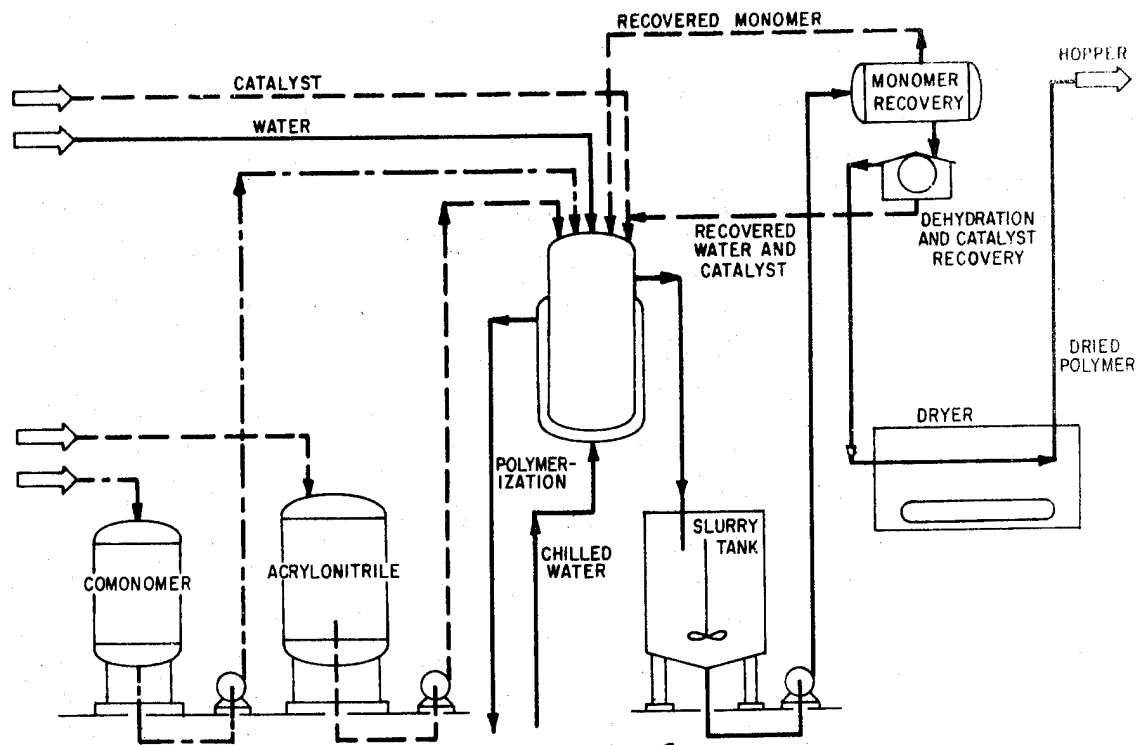 RECOVERED MONOMER
HOPPER
CATALYST
MONOMER
RECOVERY
WATER
RECOVERED
WATER AND
CATALYST
DEHYDRATION
AND CATALYST
RECOVERY
DRIED
POLYMER
DRYER
POLYMER-
IZATION
SLURRY
TANK
CHILLED
WATER
COMONOMER
ACRYLONITRILE